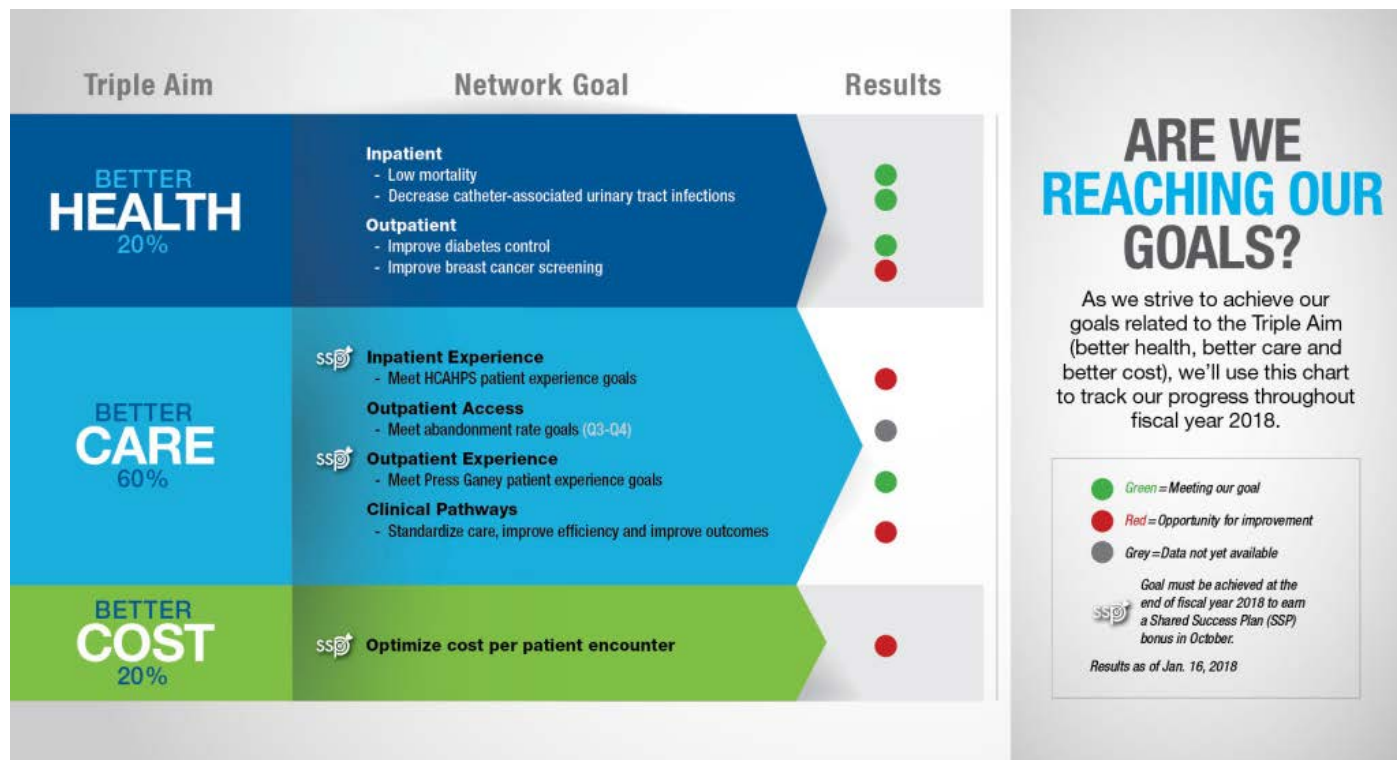 Triple Aim
Network Goal
Results
BETTER
HEALTH
20%
Inpatient
- Low mortality
- Decrease catheter-associated urinary tract infections
Outpatient
- Improve diabetes control
- Improve breast cancer screening
BETTER
CARE
60%
ssp Inpatient Experience
- Meet HCAHPS patient experience goals
Outpatient Access
- Meet abandonment rate goals (Q3-Q4)
ssp Outpatient Experience
- Meet Press Ganey patient experience goals
Clinical Pathways
- Standardize care, improve efficiency and improve outcomes
BETTER
COST
20%
ssp Optimize cost per patient encounter
ARE WE
REACHING OUR
GOALS?
As we strive to achieve our
goals related to the Triple Aim
(better health, better care and
better cost), we'll use this chart
to track our progress throughout
fiscal year 2018.
Green=Meeting our goal
Red=Opportunity for improvement
Grey=Data not yet available
ssp
Goal must be achieved at the
end of fiscal year 2018 to earn
a Shared Success Plan (SSP)
bonus in October.
Results as of Jan. 16, 2018